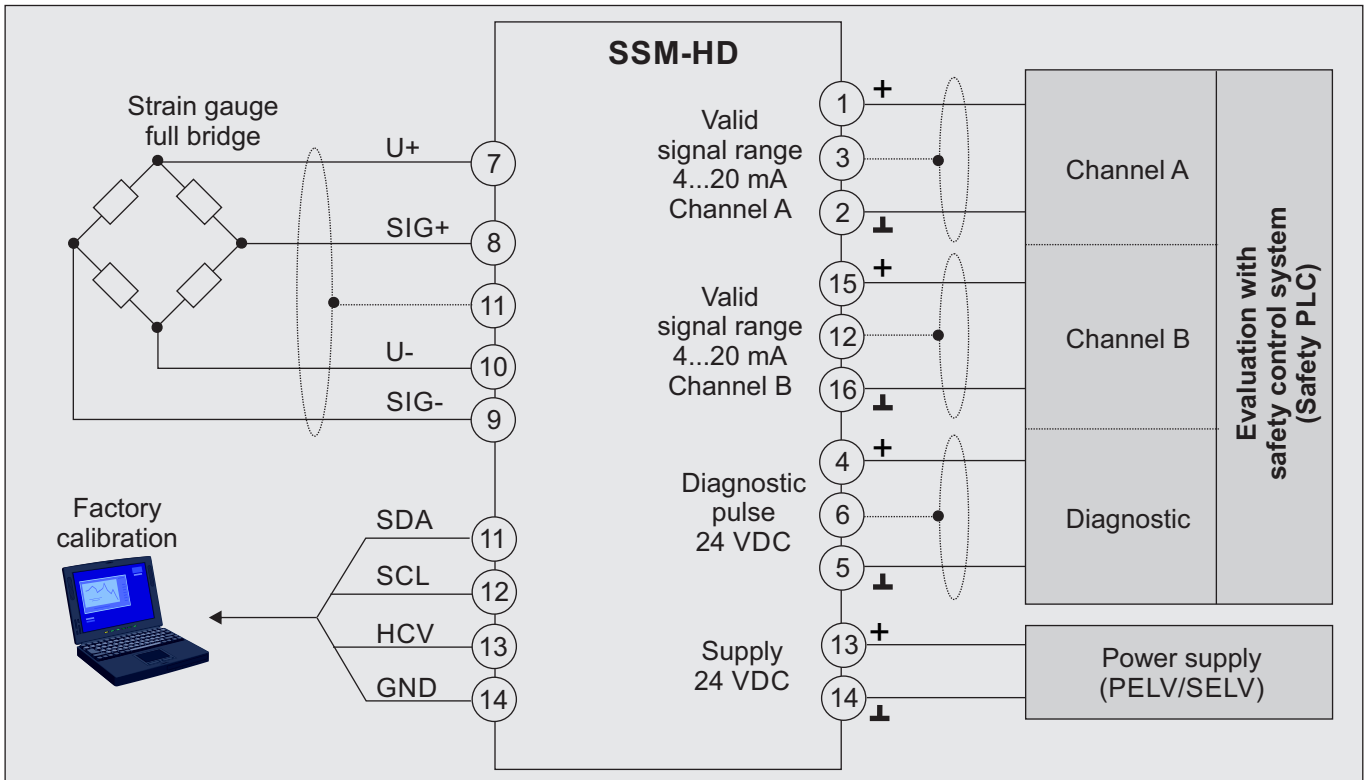 SSM-HD
Strain gauge
full bridge
U+
7
SIG+
8
11
U-
10
SIG-
9
Factory
calibration
SDA
11
SCL
12
HCV
13
GND
14
Valid
signal range
4...20 mA
Channel A
1
+
3
2
Valid
signal range
4...20 mA
Channel B
15
+
12
16
Diagnostic
pulse
24 VDC
4
+
6
5
Supply
24 VDC
13
+
14
Channel A
Channel B
Diagnostic
Evaluation with
safety control system
(Safety PLC)
Power supply
(PELV/SELV)